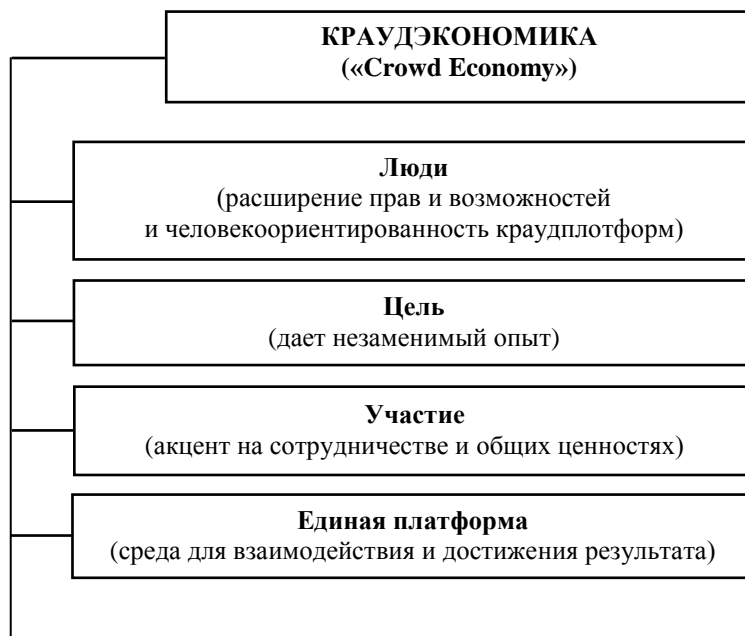 КРАУДЭКОНОМИКА
(«Crowd Economy»)
Люди
(расширение прав и возможностей
и человекоориентированность краудплотформ)
Цель
(дает незаменимый опыт)
Участие
(акцент на сотрудничестве и общих ценностях)
Единая платформа
(среда для взаимодействия и достижения результата)